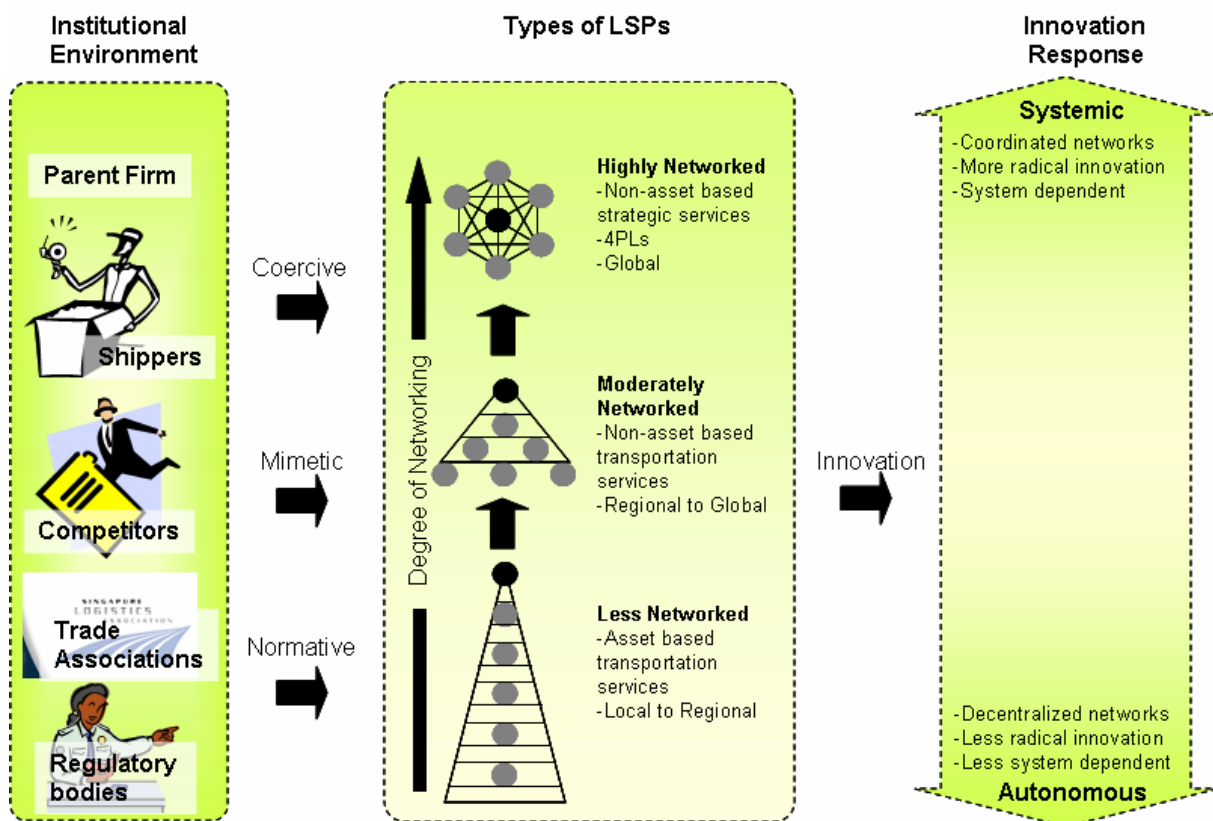 Institutional
Environment
Types of LSPs
Innovation
Response
Parent Firm
Shippers
Competitors
SINGAPORE
LOGISTICS
ASSOCIATION
Trade
Associations
Regulatory
bodies
Coercive
Mimetic
Normative
Degree of Networking
Highly Networked
-Non-asset based
strategic services
-4PLs
-Global
Moderately
Networked
-Non-asset based
transportation
services
-Regional to Global
Less Networked
-Asset based
transportation
services
-Local to Regional
Innovation
Systemic
-Coordinated networks
-More radical innovation
-System dependent
-Decentralized networks
-Less radical innovation
-Less system dependent
Autonomous